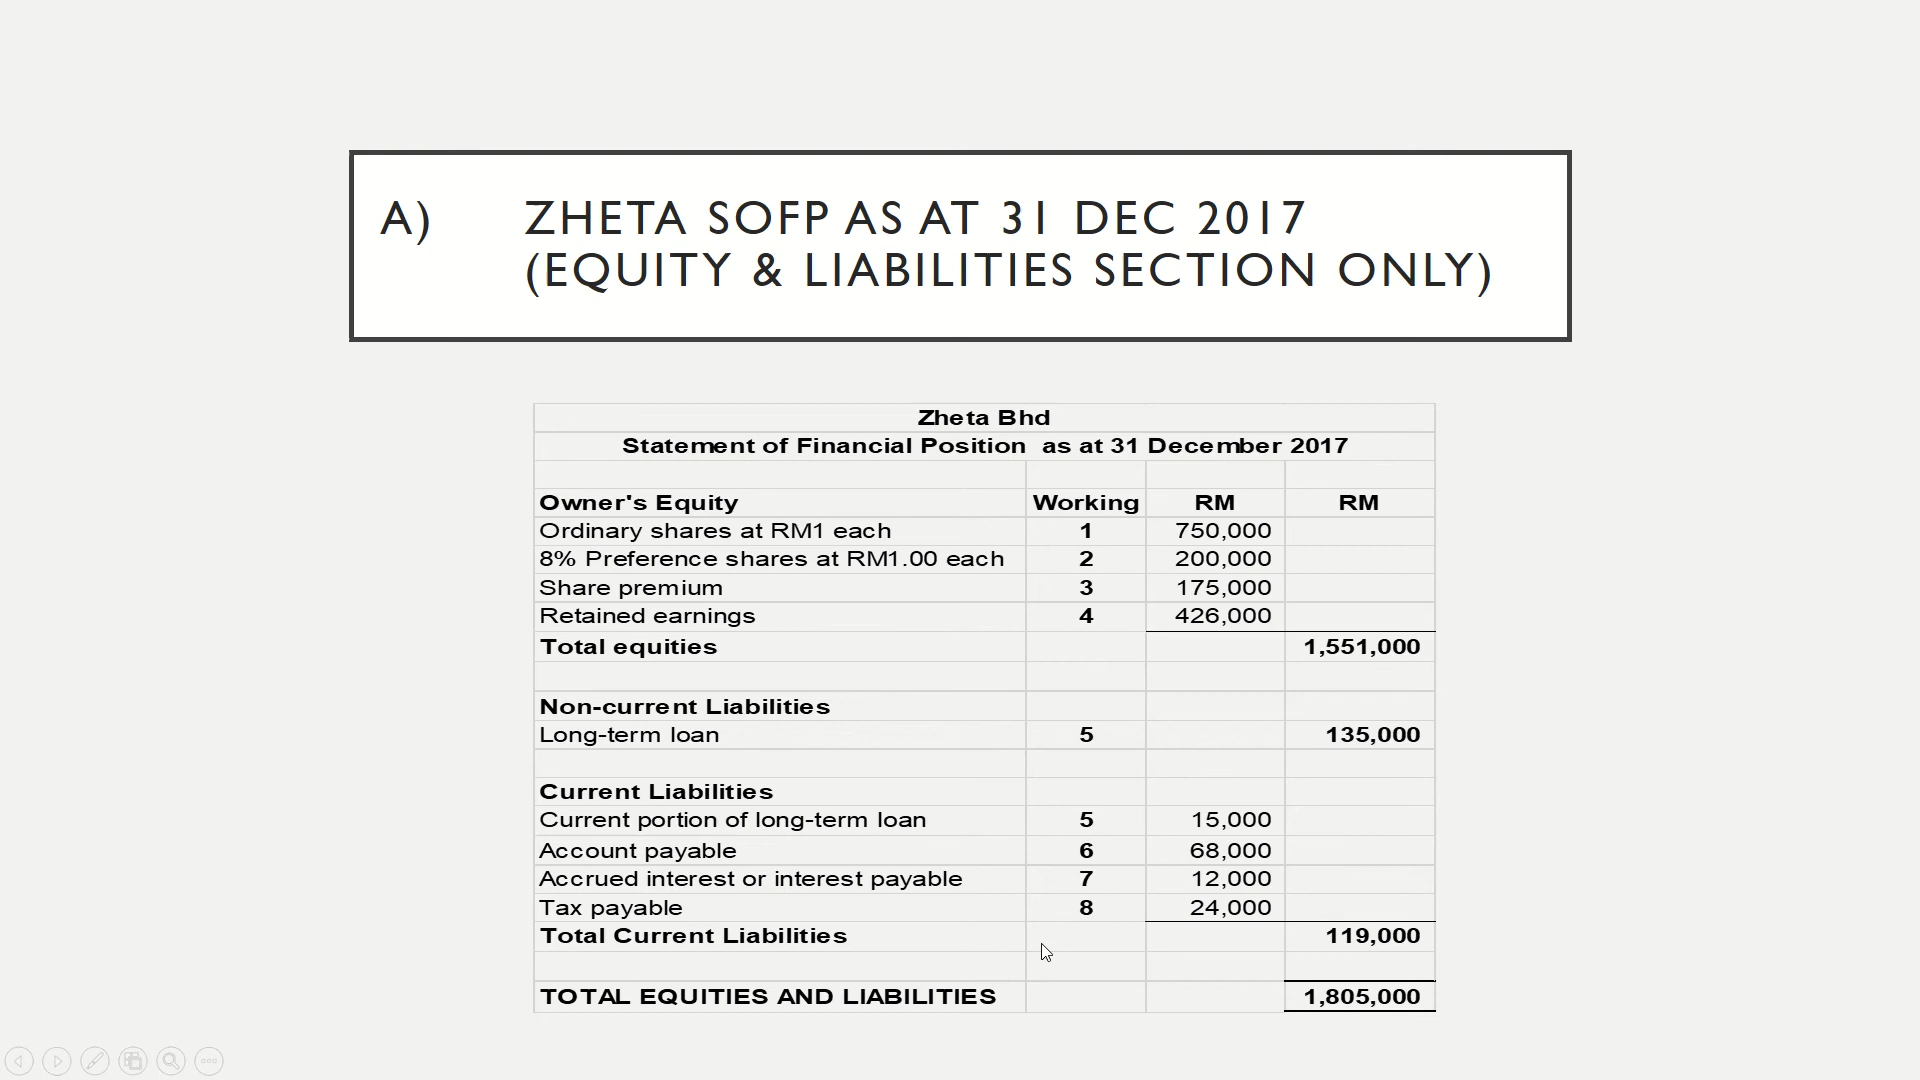 A) ZHETA SOFP AS AT 31 DEC 2017
(EQUITY & LIABILITIES SECTION ONLY)
Zheta Bhd
Statement of Financial Position as at 31 December 2017
Owner's Equity Working RM RM
Ordinary shares at RM1 each 1 750,000
8% Preference shares at RM1.00 each 2 200,000
Share premium 3 175,000
Retained earnings 4 426,000
Total equities 1,551,000
Non-current Liabilities
Long-term loan 5 135,000
Current Liabilities
Current portion of long-term loan 5 15,000
Account payable 6 68,000
Accrued interest or interest payable 7 12,000
Tax payable 8 24,000
Total Current Liabilities 119,000
TOTAL EQUITIES AND LIABILITIES 1,805,000